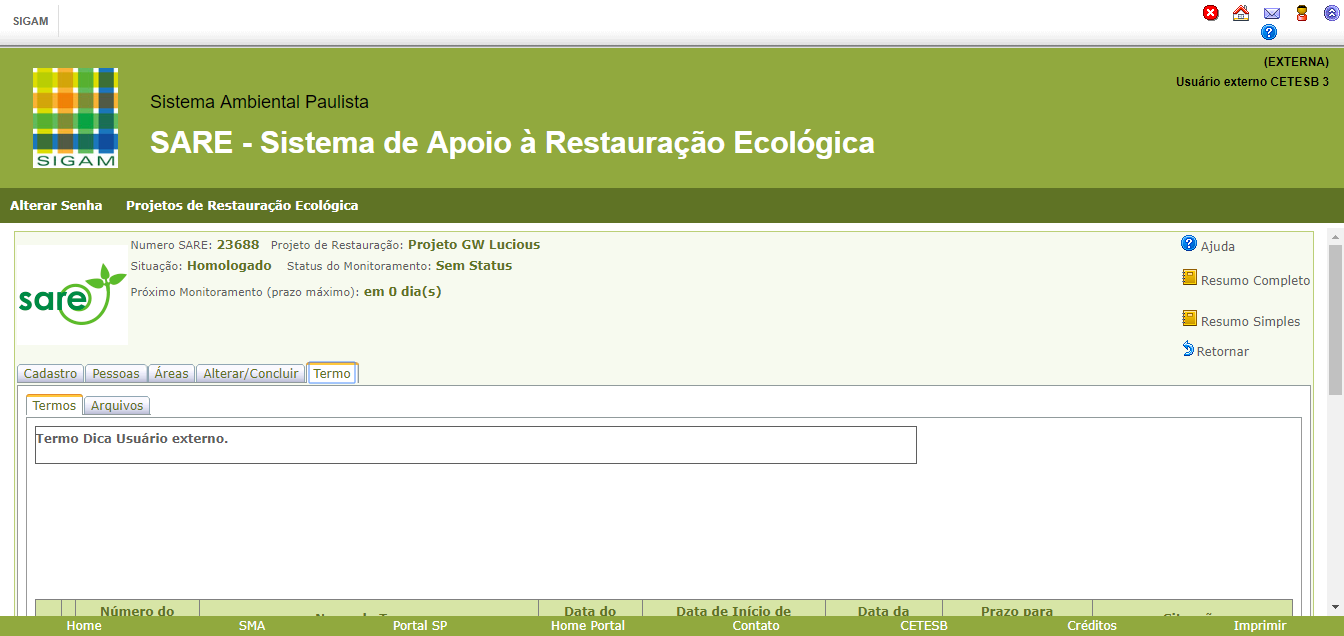 SIGAM
(EXTERNA)
Usuário externo CETESB 3
SIGAM
Sistema Ambiental Paulista
SARE - Sistema de Apoio à Restauração Ecológica
Alterar Senha Projetos de Restauração Ecológica
sare
Numero SARE: 23688 Projeto de Restauração: Projeto GW Lucious
Situação: Homologado Status do Monitoramento: Sem Status
Próximo Monitoramento (prazo máximo): em 0 dia(s)
Ajuda
Resumo Completo
Resumo Simples
Retornar
Cadastro Pessoas Áreas Alterar/Concluir Termo
Termos Arquivos
Termo Dica Usuário externo.
Número do Data do Data de Início de Data da Prazo para
Home SMA Portal SP Home Portal Contato CETESB Créditos Imprimir